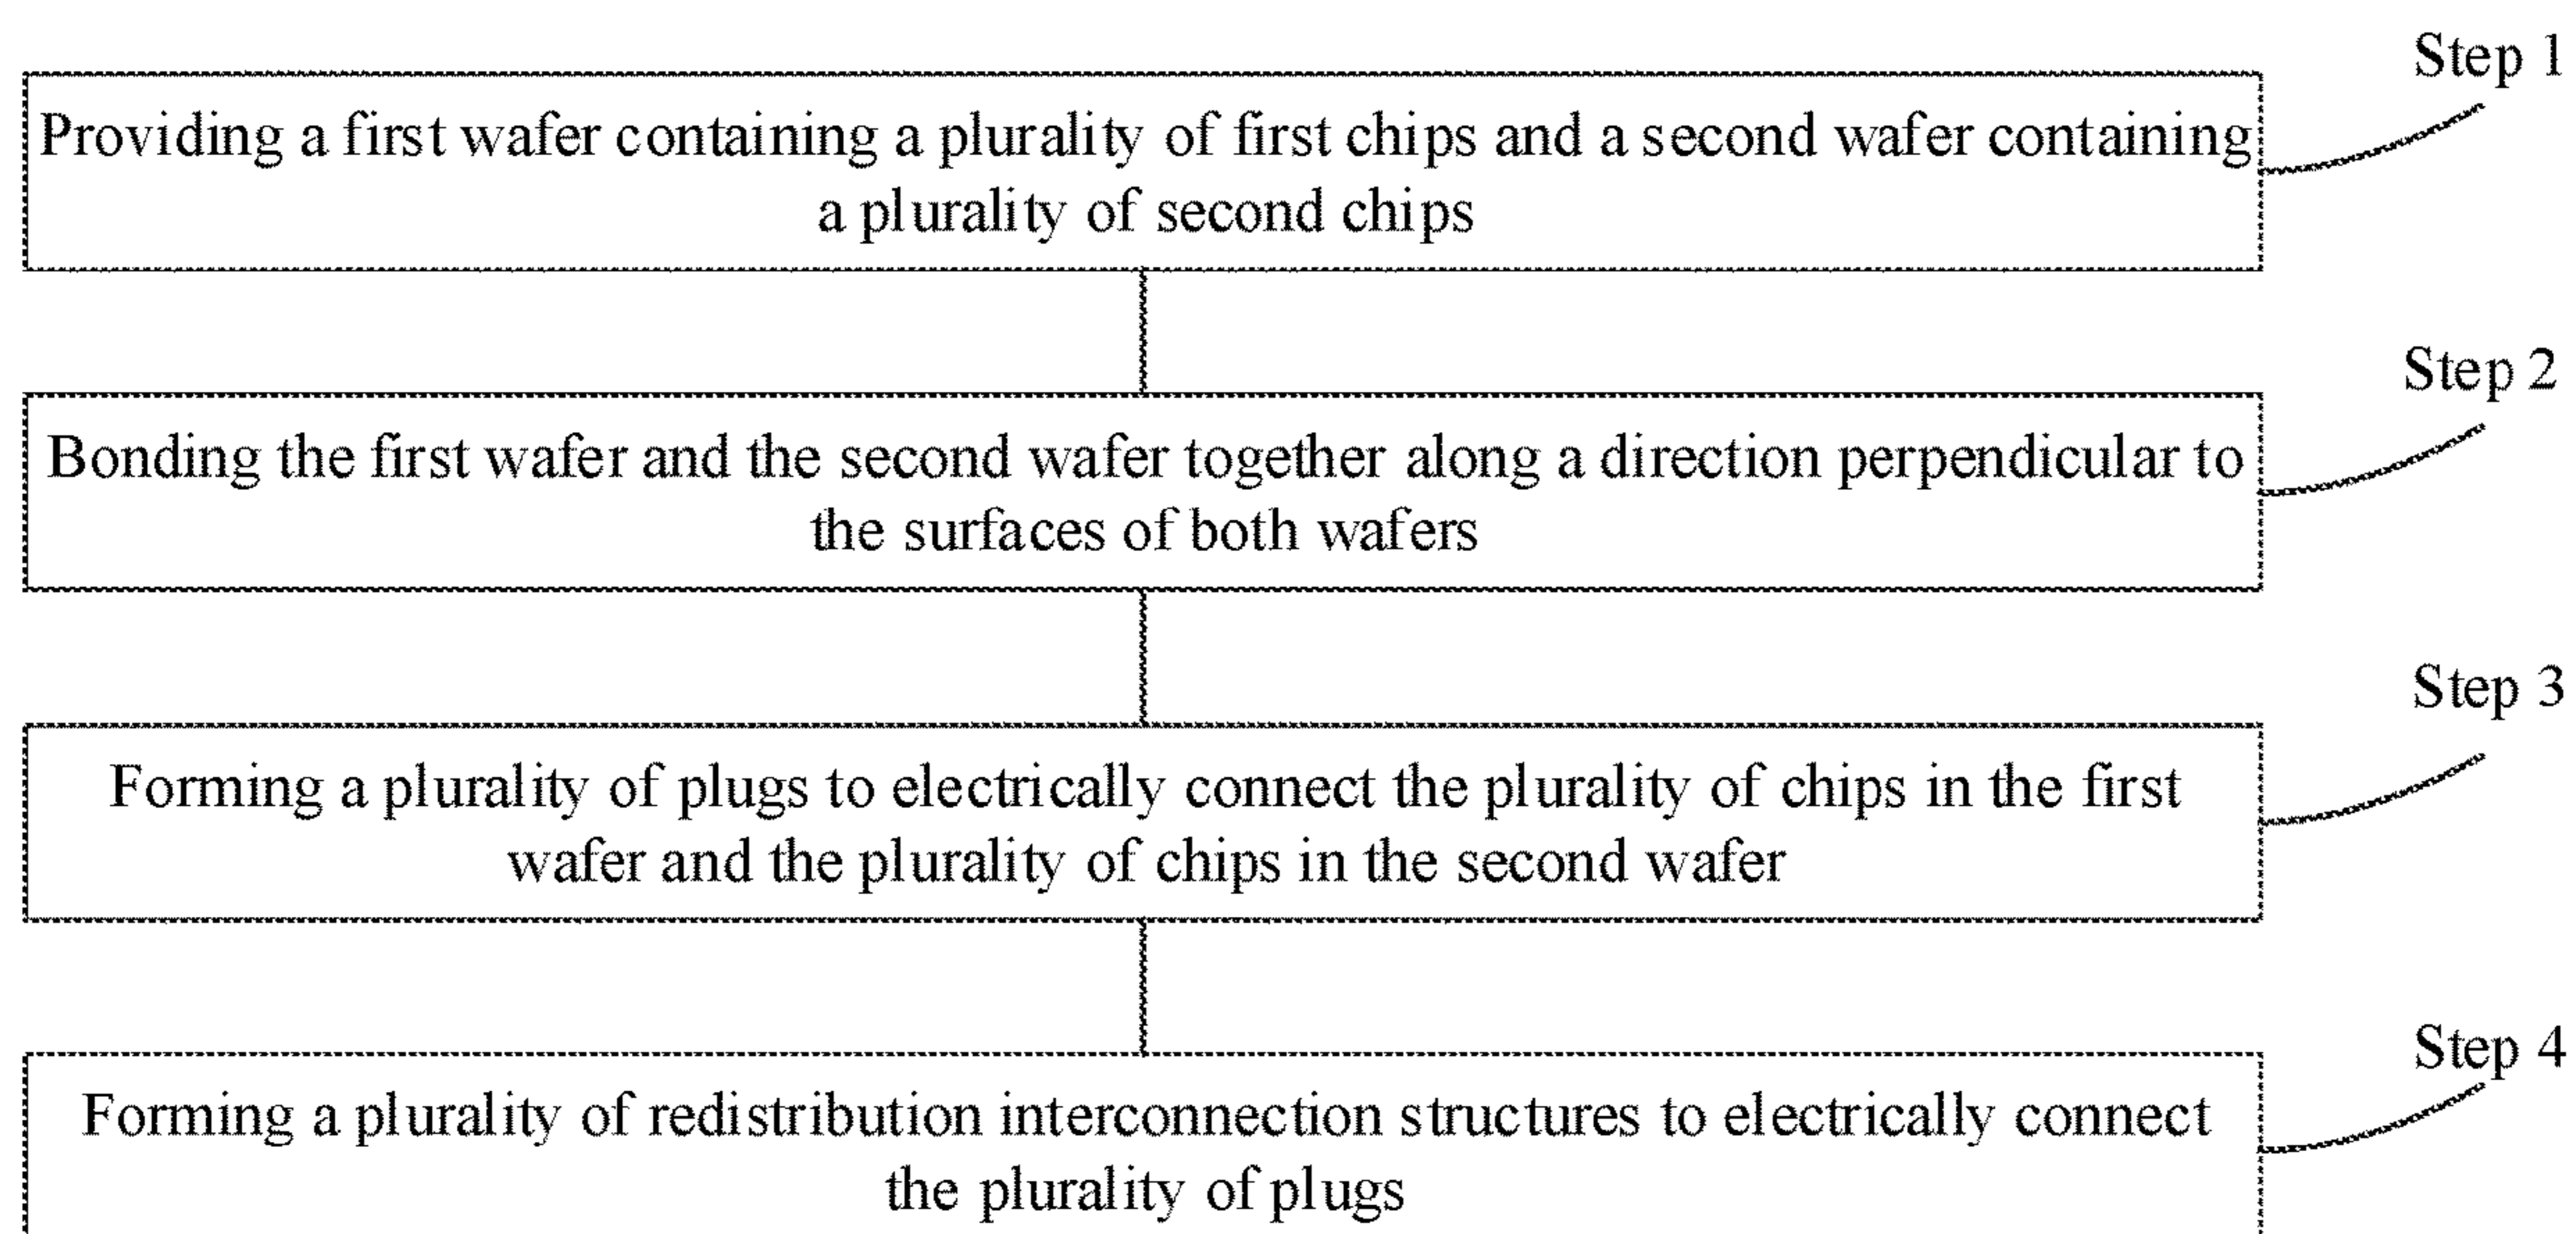 Step 1
Providing a first wafer containing a plurality of first chips and a second wafer containing
a plurality of second chips
Step 2
Bonding the first wafer and the second wafer together along a direction perpendicular to
the surfaces of both wafers
Step 3
Forming a plurality of plugs to electrically connect the plurality of chips in the first
wafer and the plurality of chips in the second wafer
Step 4
Forming a plurality of redistribution interconnection structures to electrically connect
the plurality of plugs